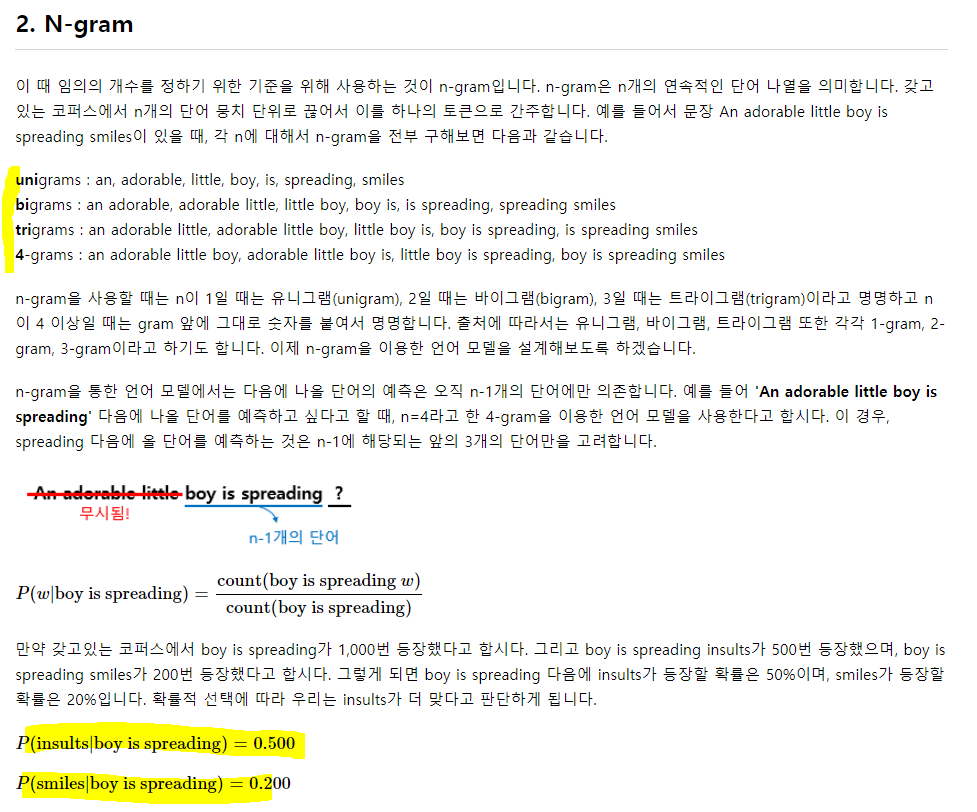 2. N-gram
이 때 임의의 개수를 정하기 위한 기준을 위해 사용하는 것이 n-gram입니다. n-gram은 n개의 연속적인 단어 나열을 의미합니다. 갖고
있는 코퍼스에서 n개의 단어 뭉치 단위로 끊어서 이를 하나의 토큰으로 간주합니다. 예를 들어서 문장 An adorable little boy is
spreading smiles이 있을 때, 각 n에 대해서 n-gram을 전부 구해보면 다음과 같습니다.
unigrams : an, adorable, little, boy, is, spreading, smiles
bigrams : an adorable, adorable little, little boy, boy is, is spreading, spreading smiles
trigrams : an adorable little, adorable little boy, little boy is, boy is spreading, is spreading smiles
4-grams : an adorable little boy, adorable little boy is, little boy is spreading, boy is spreading smiles
n-gram을 사용할 때는 n이 1일 때는 유니그램(unigram), 2일 때는 바이그램(bigram), 3일 때는 트라이그램(trigram)이라고 명명하고 n
이 4 이상일 때는 gram 앞에 그대로 숫자를 붙여서 명명합니다. 출처에 따라서는 유니그램, 바이그램, 트라이그램 또한 각각 1-gram, 2-
gram, 3-gram이라고 하기도 합니다. 이제 n-gram을 이용한 언어 모델을 설계해보도록 하겠습니다.
n-gram을 통한 언어 모델에서는 다음에 나올 단어의 예측은 오직 n-1개의 단어에만 의존합니다. 예를 들어 'An adorable little boy is
spreading' 다음에 나올 단어를 예측하고 싶다고 할 때, n=4라고 한 4-gram을 이용한 언어 모델을 사용한다고 합시다. 이 경우,
spreading 다음에 올 단어를 예측하는 것은 n-1에 해당되는 앞의 3개의 단어만을 고려합니다.
An adorable little boy is spreading ?
무시됨!
n-1개의 단어
P(w|boy is spreading) = count(boy is spreading w) / count(boy is spreading)
만약 갖고있는 코퍼스에서 boy is spreading가 1,000번 등장했다고 합시다. 그리고 boy is spreading insults가 500번 등장했으며, boy is
spreading smiles가 200번 등장했다고 합시다. 그렇게 되면 boy is spreading 다음에 insults가 등장할 확률은 50%이며, smiles가 등장할
확률은 20%입니다. 확률적 선택에 따라 우리는 insults가 더 맞다고 판단하게 됩니다.
P(insults|boy is spreading) = 0.500
P(smiles|boy is spreading) = 0.200